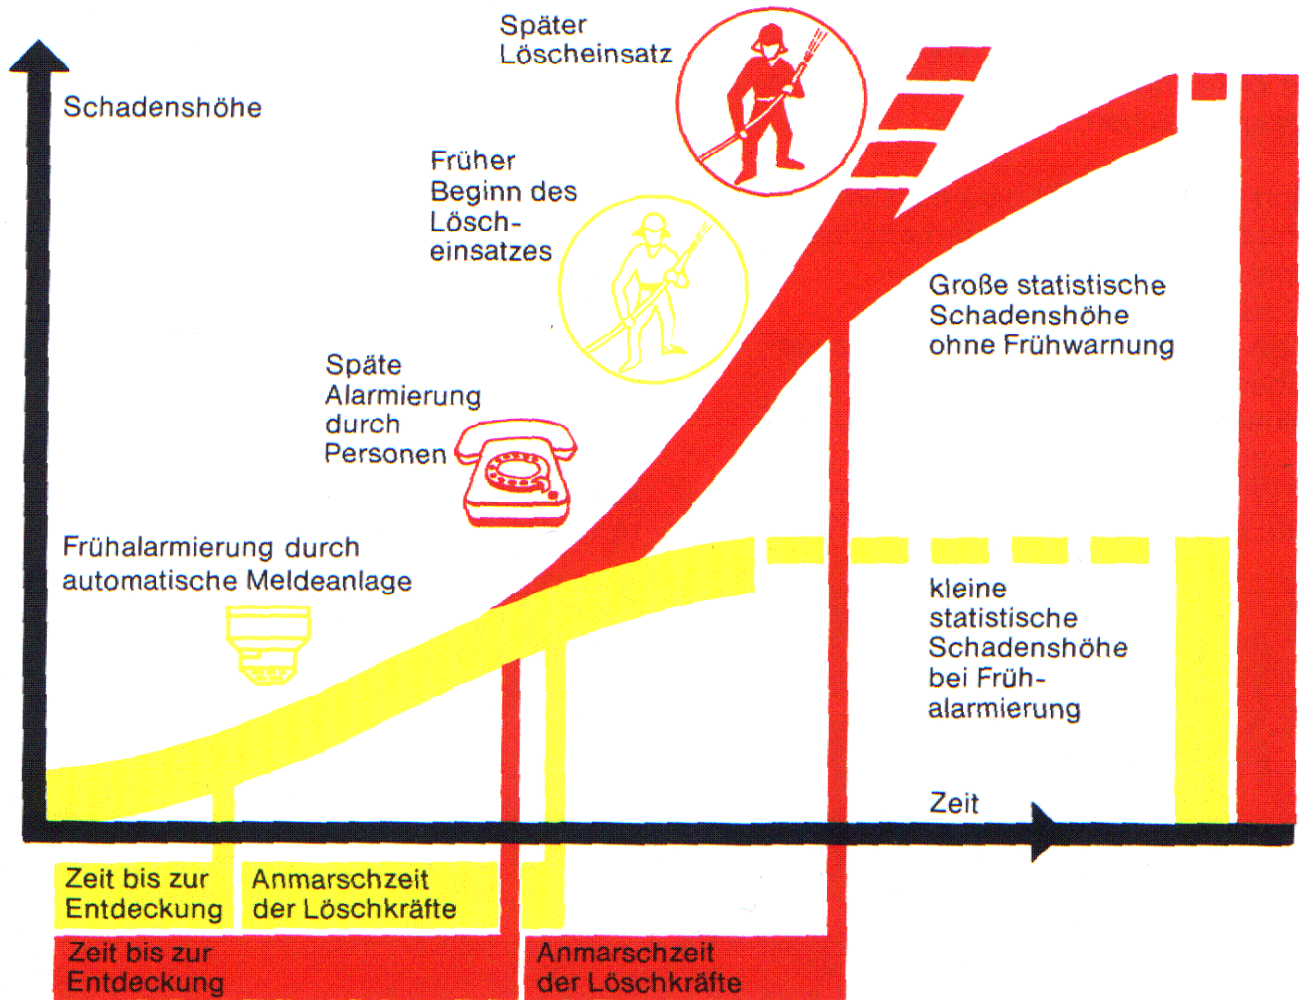 Später
Löscheinsatz
Schadenshöhe
Früher
Beginn des
Lösch-
einsatzes
Große statistische
Schadenshöhe
ohne Frühwarnung
Späte
Alarmierung
durch
Personen
Frühalarmierung durch
automatische Meldeanlage
kleine
statistische
Schadenshöhe
bei Früh-
alarmierung
Zeit
Zeit bis zur
Entdeckung
Anmarschzeit
der Löschkräfte
Zeit bis zur
Entdeckung
Anmarschzeit
der Löschkräfte